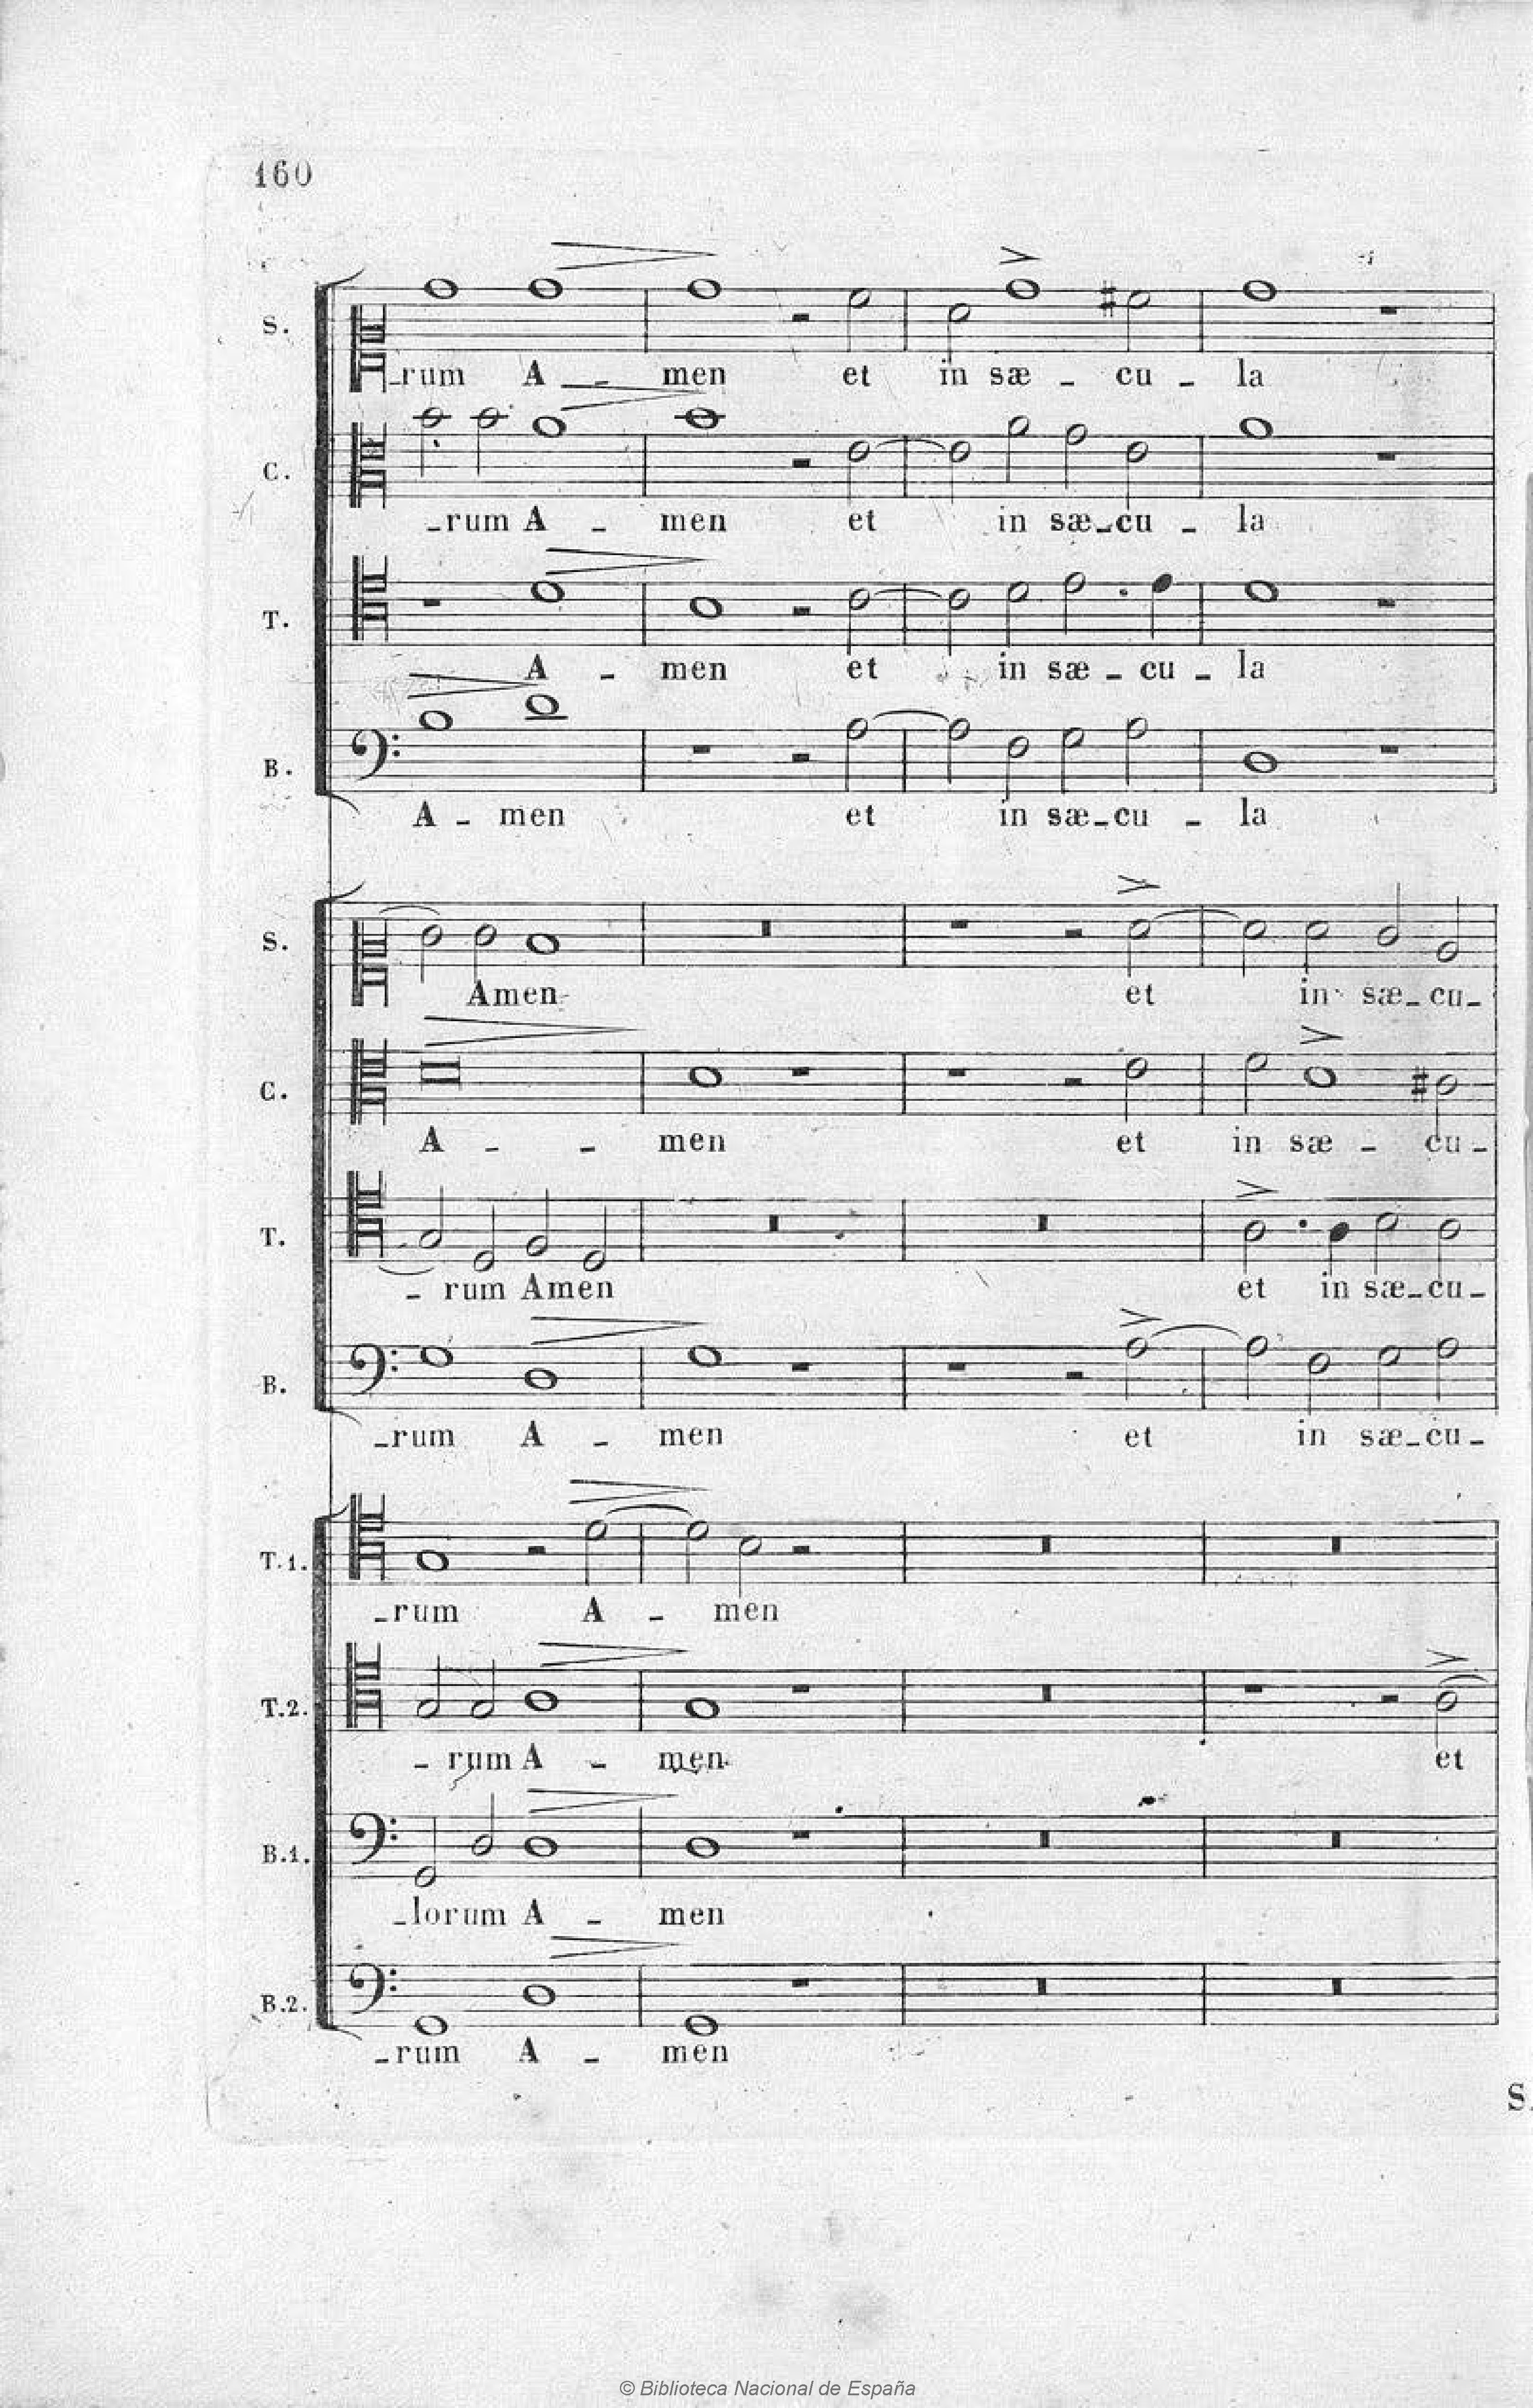 160
S.
-rum A - men et in sæ - cu - la
C.
-rum A - men et in sæ-cu - la
T.
A - men et in sæ - cu - la
B.
A - men et in sæ-cu - la
S.
Amen et in sæ-cu-
C.
A - - men et in sæ - cu-
T.
- rum Amen et in sæ-cu-
B.
-rum A - men et in sæ-cu-
T.1.
-rum A - men
T.2.
- rum A - men et
B.1.
-lorum A - men
B.2.
-rum A - men
S.
© Biblioteca Nacional de España